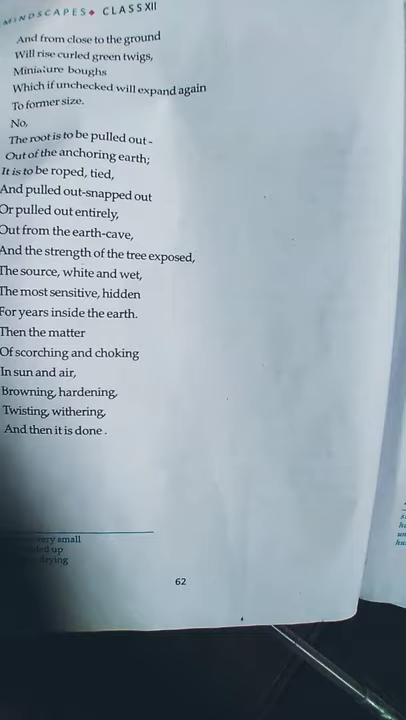 MINDSCAPES◆ CLASS XII
And from close to the ground
Will rise curled green twigs,
Miniature boughs
Which if unchecked will expand again
To former size.
No,
The root is to be pulled out -
Out of the anchoring earth;
It is to be roped, tied,
And pulled out-snapped out
Or pulled out entirely,
Out from the earth-cave,
And the strength of the tree exposed,
The source, white and wet,
The most sensitive, hidden
For years inside the earth.
Then the matter
Of scorching and choking
In sun and air,
Browning, hardening,
Twisting, withering,
And then it is done.
very small
up
drying
62